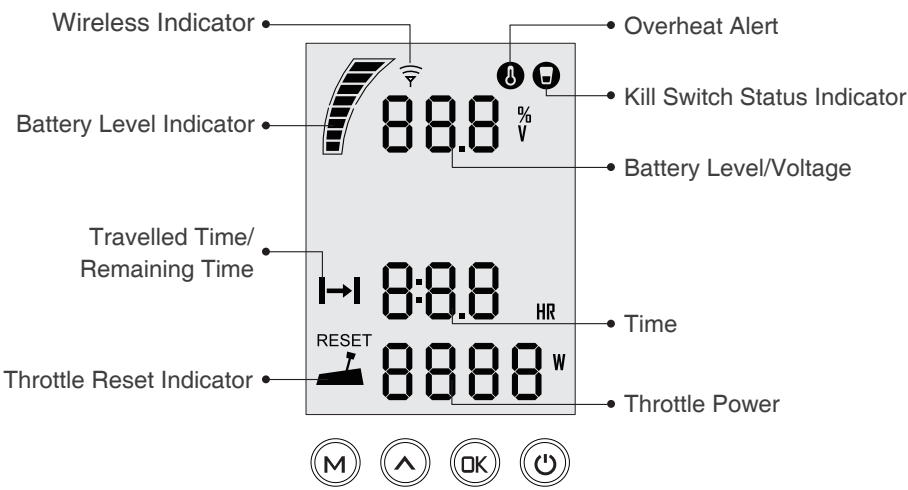 Wireless Indicator
Overheat Alert
Kill Switch Status Indicator
Battery Level Indicator
88.8 % V
Battery Level/Voltage
Travelled Time/
Remaining Time
8:8.8 HR
Time
RESET
Throttle Reset Indicator
8888 W
Throttle Power
M OK